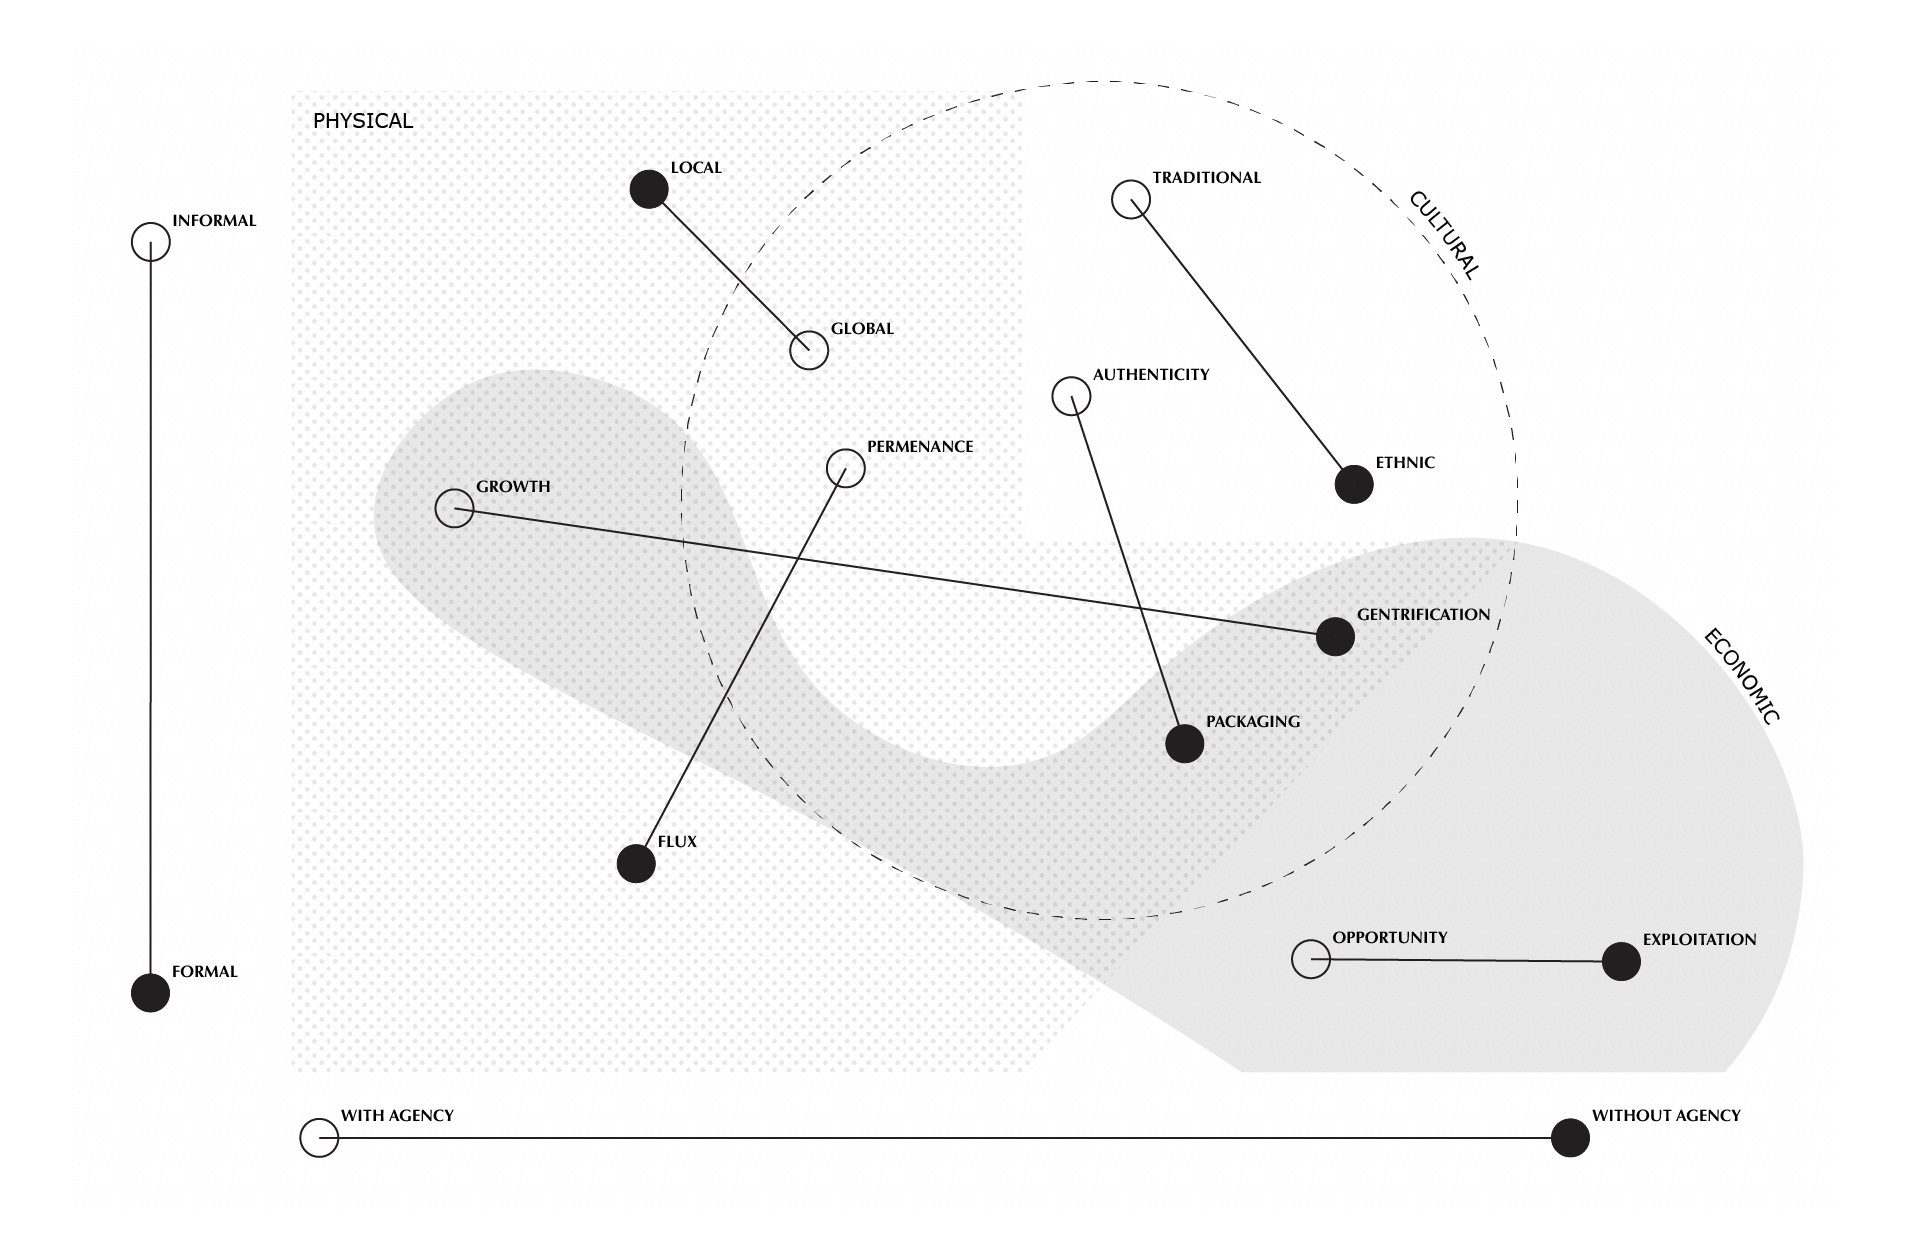 PHYSICAL
LOCAL
TRADITIONAL
CULTURAL
INFORMAL
GLOBAL
AUTHENTICITY
PERMENANCE
ETHNIC
GROWTH
GENTRIFICATION
ECONOMIC
PACKAGING
FLUX
OPPORTUNITY
EXPLOITATION
FORMAL
WITH AGENCY
WITHOUT AGENCY